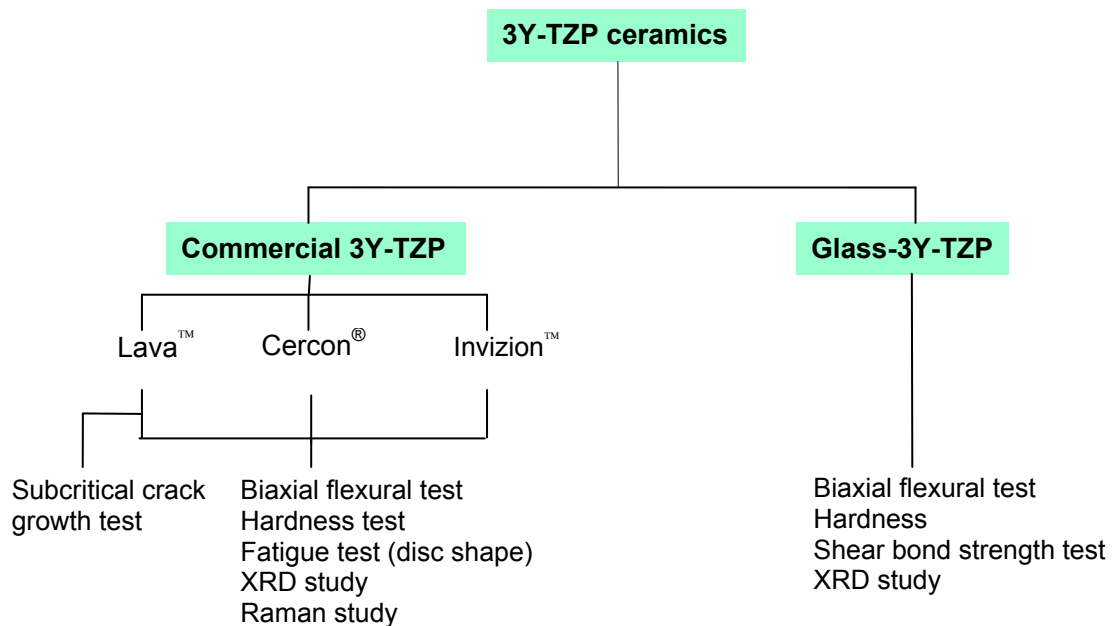 3Y-TZP ceramics
Commercial 3Y-TZP
Glass-3Y-TZP
Lava™
Cercon®
Invizion™
Subcritical crack
growth test
Biaxial flexural test
Hardness test
Fatigue test (disc shape)
XRD study
Raman study
Biaxial flexural test
Hardness
Shear bond strength test
XRD study